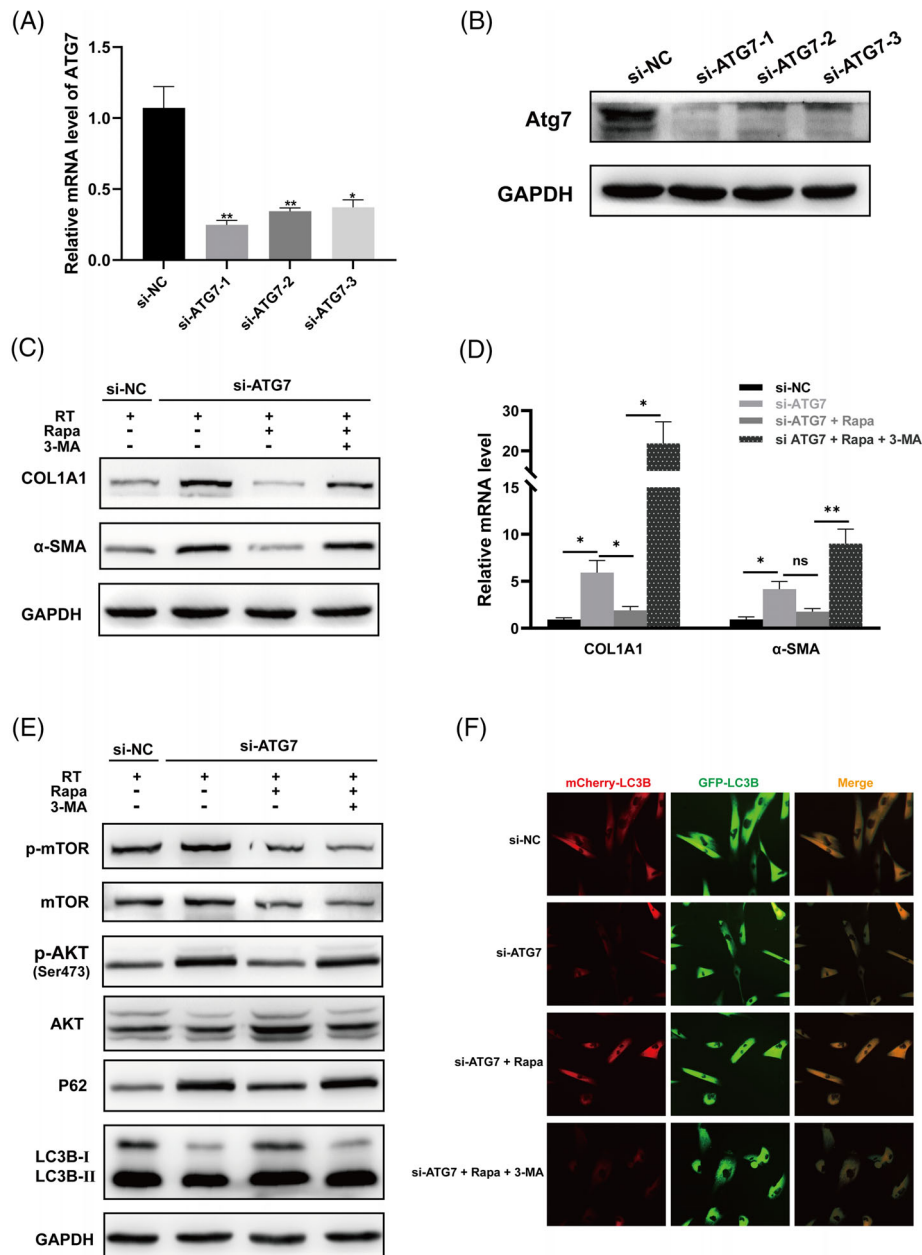 (A)
Relative mRNA level of ATG7
1.5
1.0
0.5
0.0
**
**
*
si-NC
si-ATG7-1
si-ATG7-2
si-ATG7-3
(B)
si-NC
si-ATG7-1
si-ATG7-2
si-ATG7-3
Atg7
GAPDH
(C)
si-NC
si-ATG7
RT + + + +
Rapa - - + +
3-MA - - - +
COL1A1
α-SMA
GAPDH
(D)
si-NC
si-ATG7
si-ATG7 + Rapa
si ATG7 + Rapa + 3-MA
Relative mRNA level
30
20
15
10
5
0
*
*
*
*
ns
**
COL1A1
α-SMA
(E)
si-NC
si-ATG7
RT + + + +
Rapa - - + +
3-MA - - - +
p-mTOR
mTOR
p-AKT
(Ser473)
AKT
P62
LC3B-I
LC3B-II
GAPDH
(F)
mCherry-LC3B
GFP-LC3B
Merge
si-NC
si-ATG7
si-ATG7 + Rapa
si-ATG7 + Rapa + 3-MA